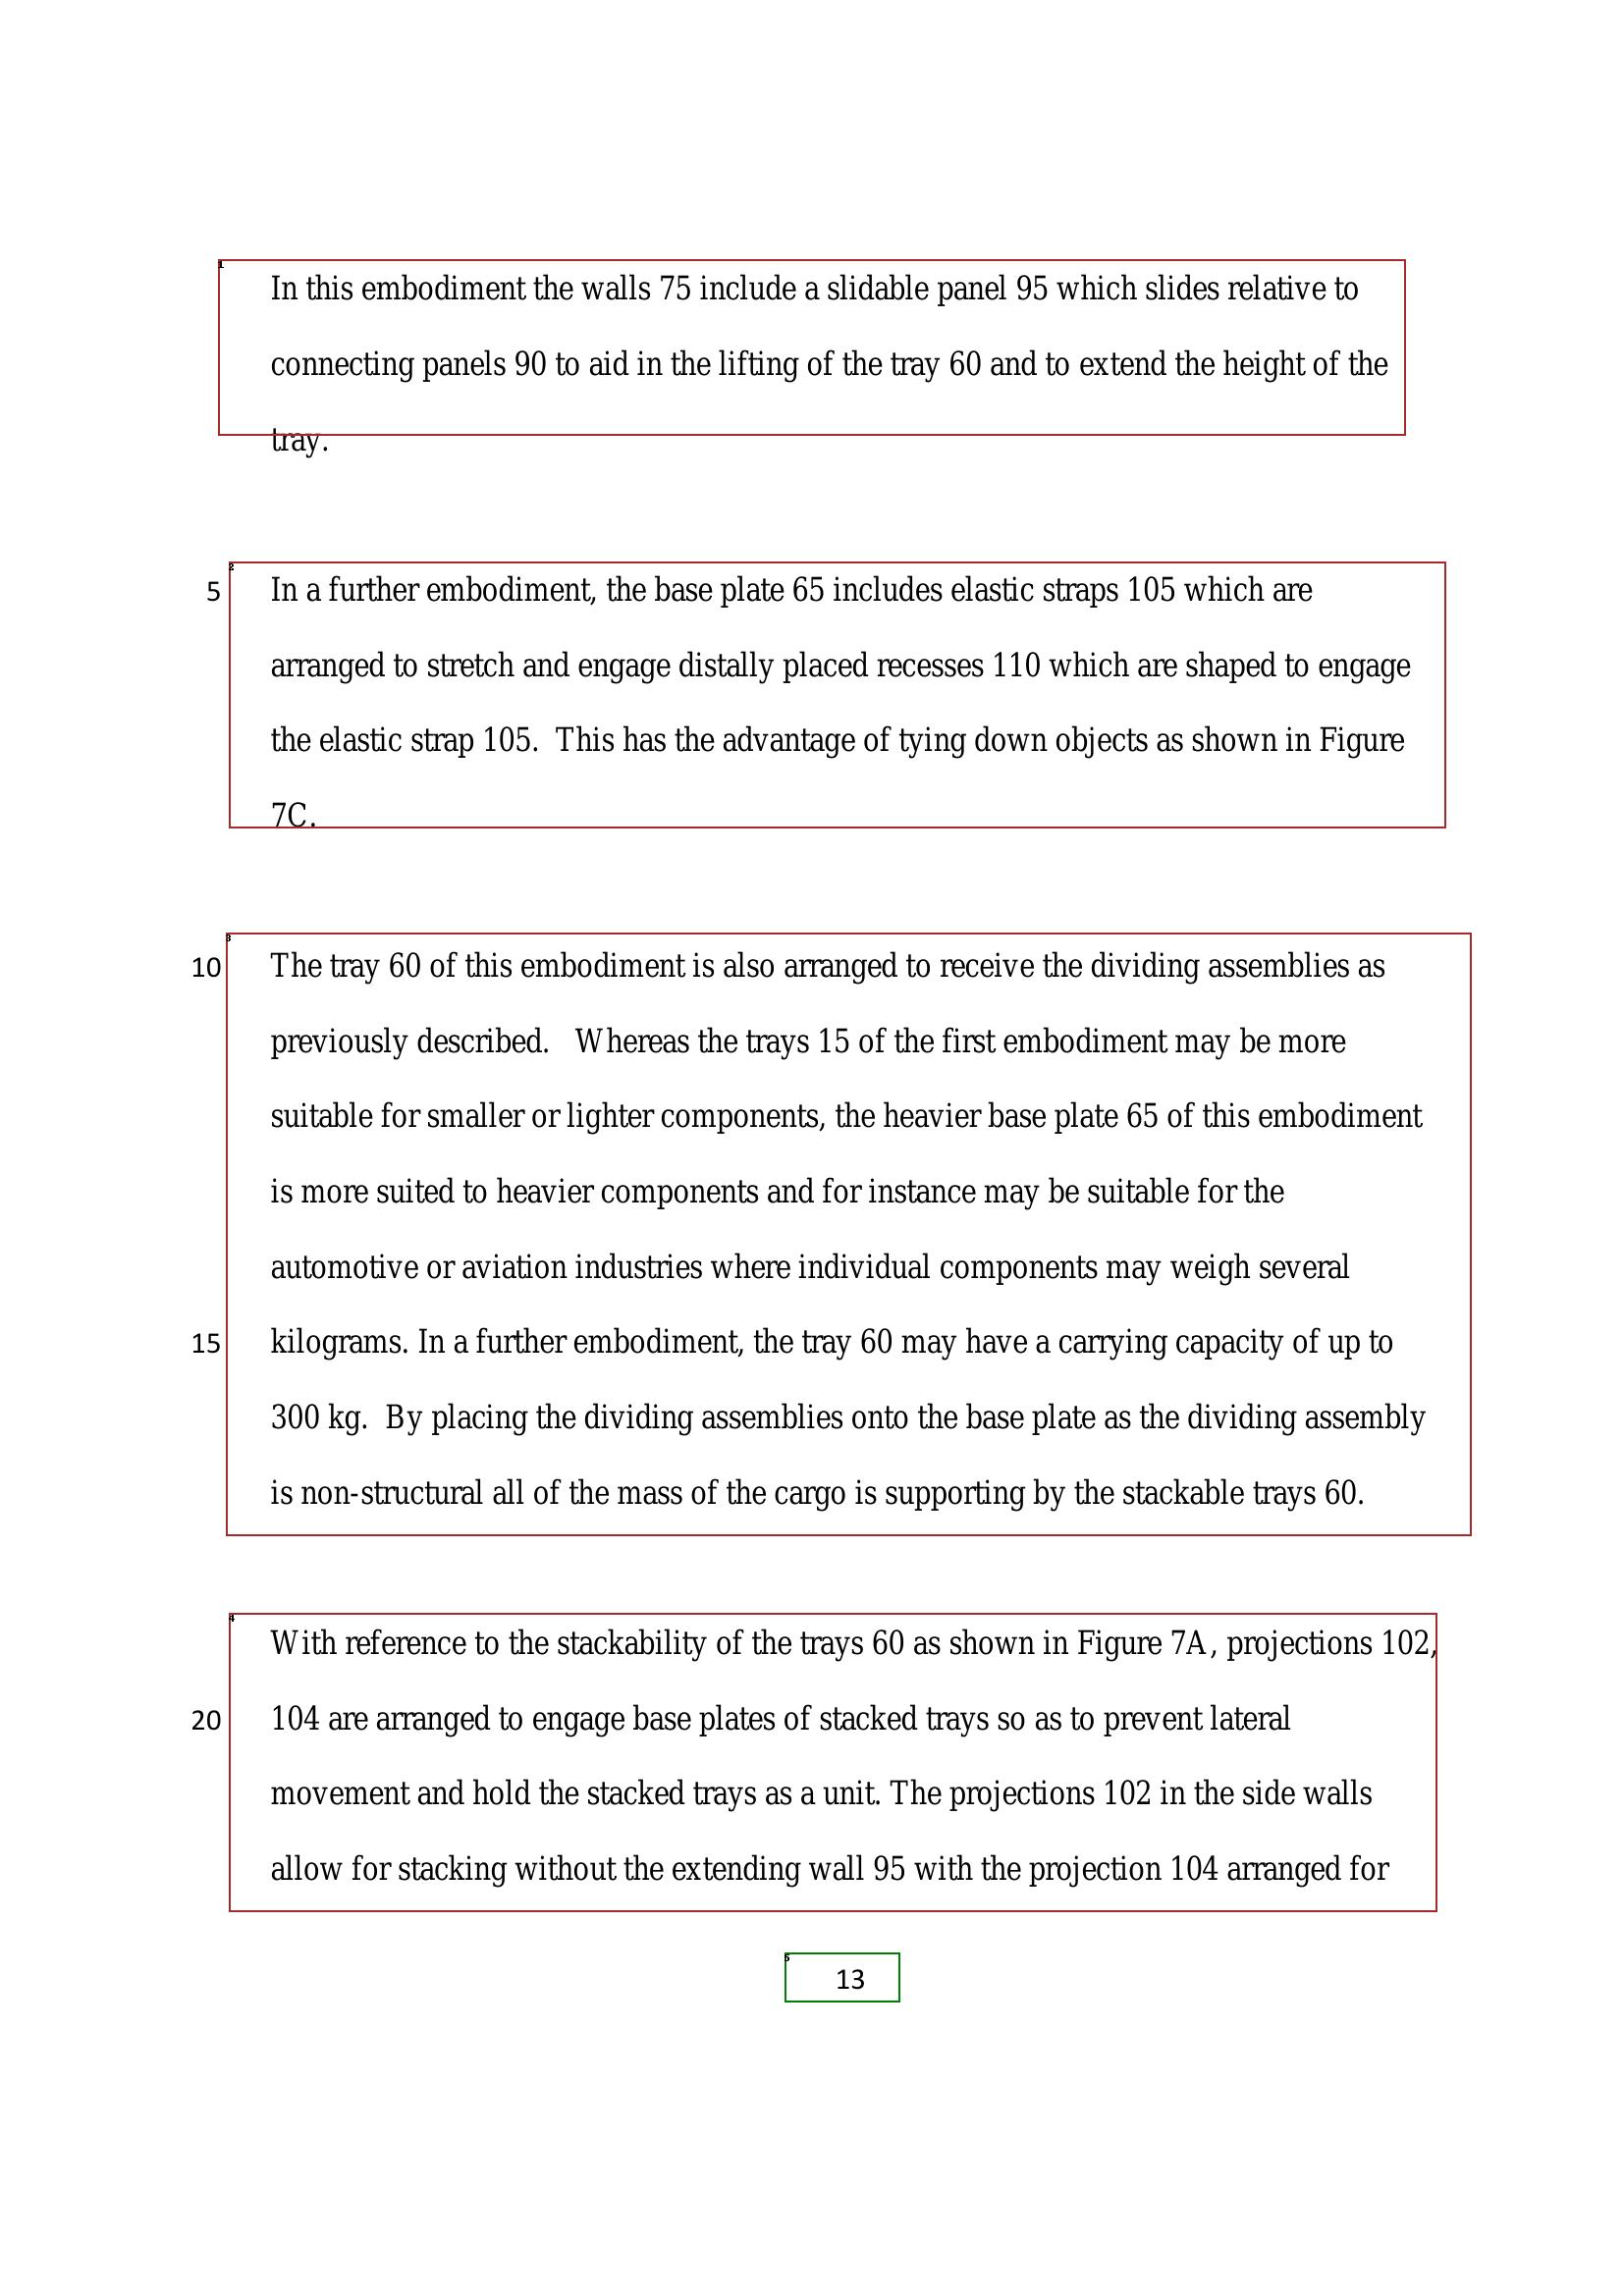 1
In this embodiment the walls 75 include a slidable panel 95 which slides relative to
connecting panels 90 to aid in the lifting of the tray 60 and to extend the height of the
tray.
2
5 In a further embodiment, the base plate 65 includes elastic straps 105 which are
arranged to stretch and engage distally placed recesses 110 which are shaped to engage
the elastic strap 105.  This has the advantage of tying down objects as shown in Figure
7C.
3
10 The tray 60 of this embodiment is also arranged to receive the dividing assemblies as
previously described.   Whereas the trays 15 of the first embodiment may be more
suitable for smaller or lighter components, the heavier base plate 65 of this embodiment
is more suited to heavier components and for instance may be suitable for the
automotive or aviation industries where individual components may weigh several
15 kilograms. In a further embodiment, the tray 60 may have a carrying capacity of up to
300 kg.  By placing the dividing assemblies onto the base plate as the dividing assembly
is non-structural all of the mass of the cargo is supporting by the stackable trays 60.
4
With reference to the stackability of the trays 60 as shown in Figure 7A, projections 102,
20 104 are arranged to engage base plates of stacked trays so as to prevent lateral
movement and hold the stacked trays as a unit. The projections 102 in the side walls
allow for stacking without the extending wall 95 with the projection 104 arranged for
5
13